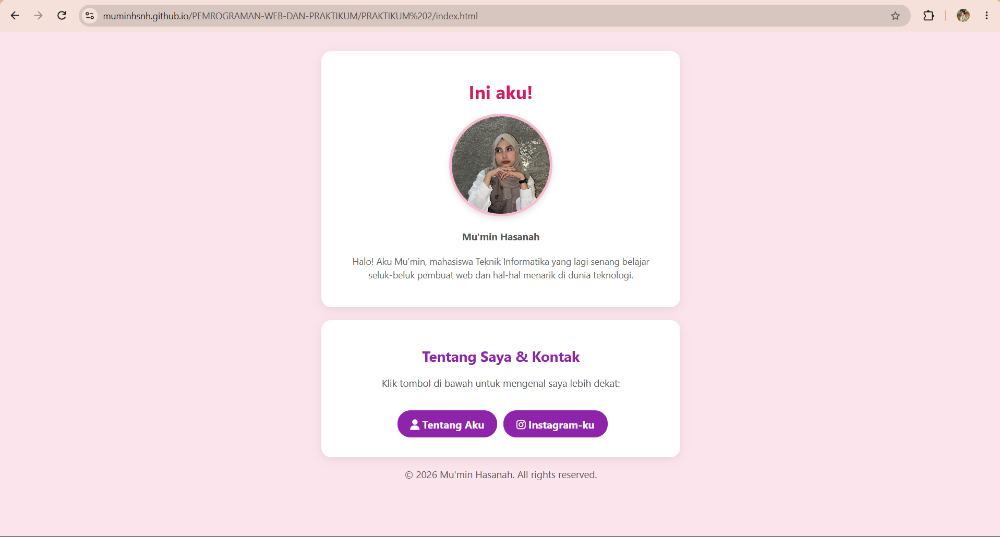 muminhsnh.github.io/PEMROGRAMAN-WEB-DAN-PRAKTIKUM/PRAKTIKUM%202/index.html
Ini aku!
Mu'min Hasanah
Halo! Aku Mu'min, mahasiswa Teknik Informatika yang lagi senang belajar
seluk-beluk pembuat web dan hal-hal menarik di dunia teknologi.
Tentang Saya & Kontak
Klik tombol di bawah untuk mengenal saya lebih dekat:
Tentang Aku
Instagram-ku
© 2026 Mu'min Hasanah. All rights reserved.